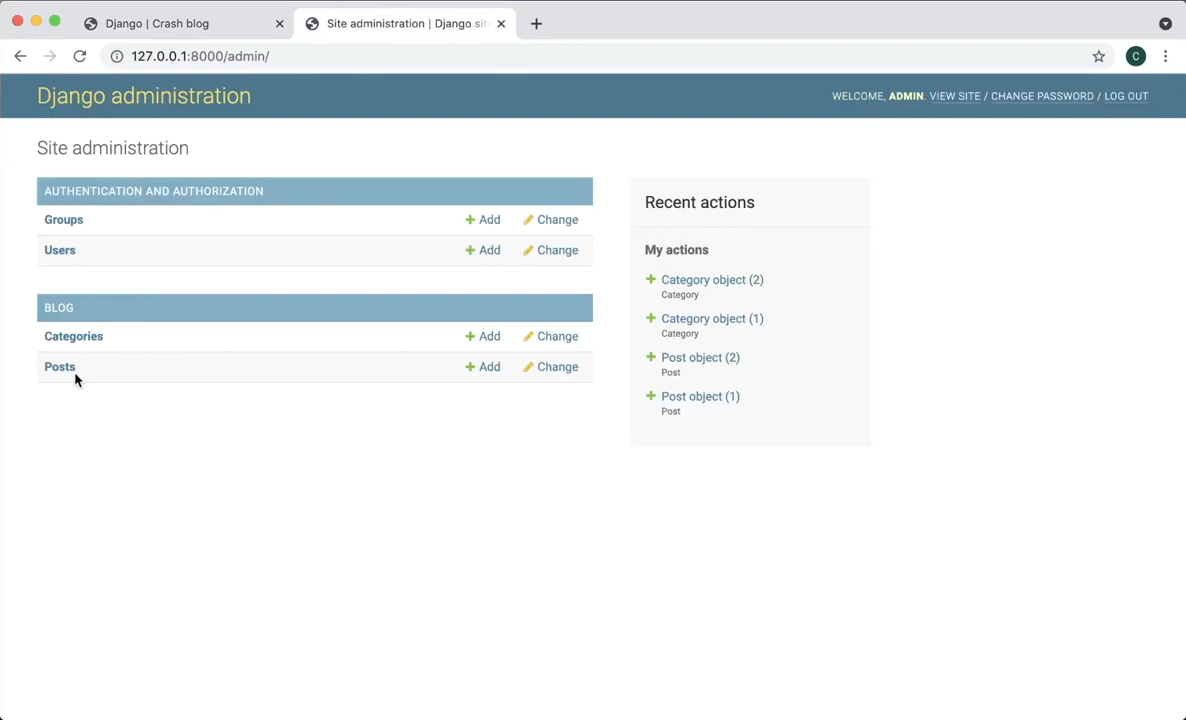 Django | Crash blog
Site administration | Django sit
127.0.0.1:8000/admin/
C
Django administration
WELCOME, ADMIN. VIEW SITE / CHANGE PASSWORD / LOG OUT
Site administration
AUTHENTICATION AND AUTHORIZATION
Groups Add Change
Users Add Change
BLOG
Categories Add Change
Posts Add Change
Recent actions
My actions
Category object (2)
Category
Category object (1)
Category
Post object (2)
Post
Post object (1)
Post